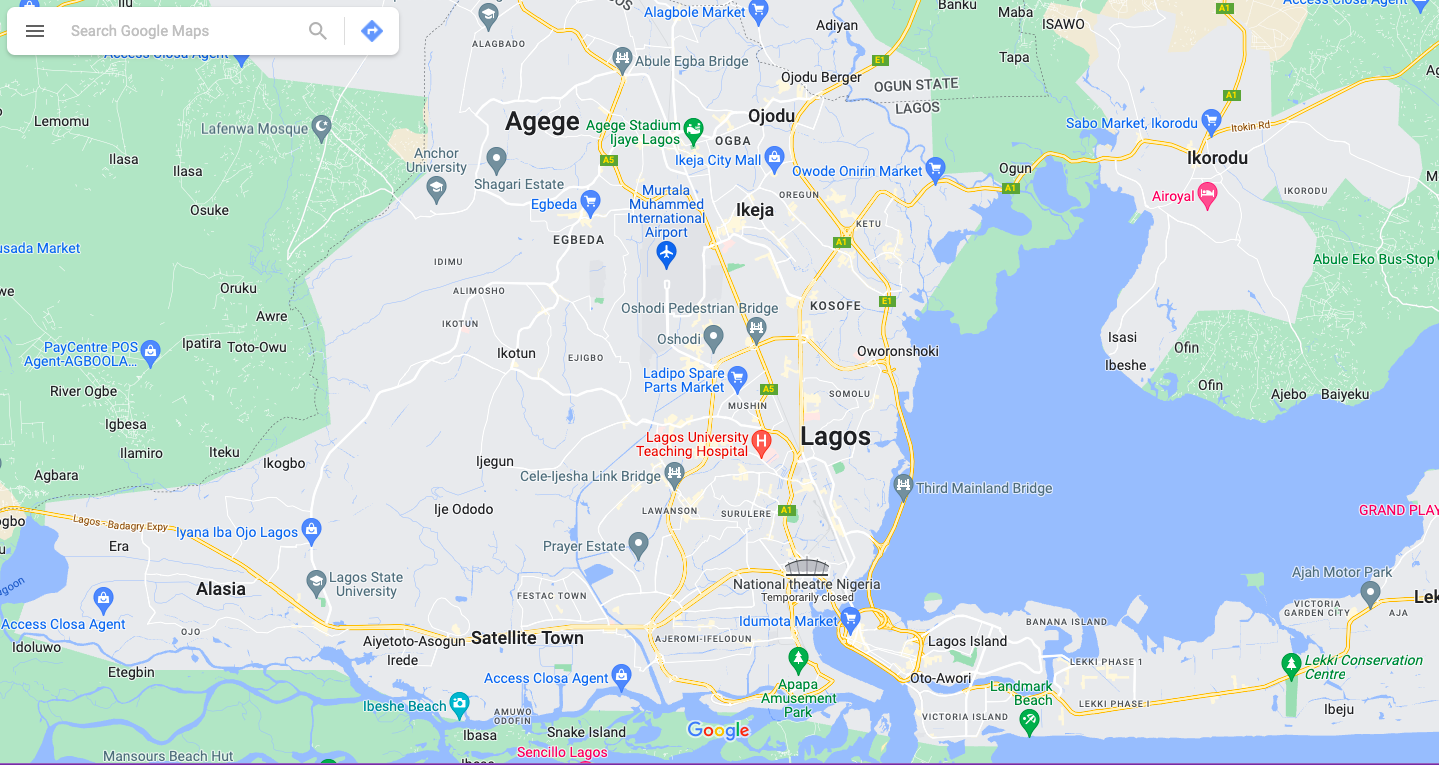 Search Google Maps
Alagbole Market
Adiyan
Banku
Maba
A1
ISAWO
Access Closa Agent
ALAGBADO
Access Closa Agent
Ilu
Abule Egba Bridge
E1
Tapa
Ojodu Berger
OGUN STATE
LAGOS
A1
Lemomu
Lafenwa Mosque
Agege
Agege Stadium
Ijaye Lagos
Ojodu
OGBA
Sabo Market, Ikorodu
Itokin Rd
Ilasa
Ilasa
Anchor
University
A5
Ikeja City Mall
Owode Onirin Market
Ogun
Ikorodu
Shagari Estate
A1
IKORODU
Osuke
Egbeda
Murtala
Muhammed
International
Airport
OREGUN
Airoyal
Ikeja
KETU
EGBEDA
A1
usada Market
IDIMU
Abule Eko Bus-Stop
Oruku
ALIMOSHO
we
Awre
Oshodi Pedestrian Bridge
KOSOFE
E1
IKOTUN
Oshodi
Isasi
PayCentre POS
Agent-AGBOOLA...
Ipatira
Toto-Owu
Ikotun
EJIGBO
Oworonshoki
Ofin
Ibeshe
Ladipo Spare
Parts Market
A5
River Ogbe
Ofin
Ajebo
Baiyeku
MUSHIN
SOMOLU
Igbesa
Lagos University
Teaching Hospital
Lagos
Ilamiro
Iteku
Ikogbo
Ijegun
Agbara
Cele-Ijesha Link Bridge
Third Mainland Bridge
Ije Ododo
LAWANSON
SURULERE
A1
GRAND PLAY
ogbo
Lagos - Badagry Expy
Iyana Iba Ojo Lagos
Era
Prayer Estate
Alasia
Lagos State
University
National theatre Nigeria
Temporarily closed
Ajah Motor Park
goon
FESTAC TOWN
Lek
VICTORIA
GARDEN CITY
AJA
Access Closa Agent
OJO
Idumota Market
BANANA ISLAND
Aiyetoto-Asogun
Satellite Town
AJEROMI-IFELODUN
Lagos Island
Idoluwo
Irede
LEKKI PHASE 1
Lekki Conservation
Centre
Etegbin
Access Closa Agent
Apapa
Amusement
Park
Oto-Awori
Landmark
Beach
Ibeshe Beach
LEKKI PHASE I
AMUWO
ODOFIN
VICTORIA ISLAND
Ibeju
Ibasa
Snake Island
Google
Mansours Beach Hut
Sencillo Lagos